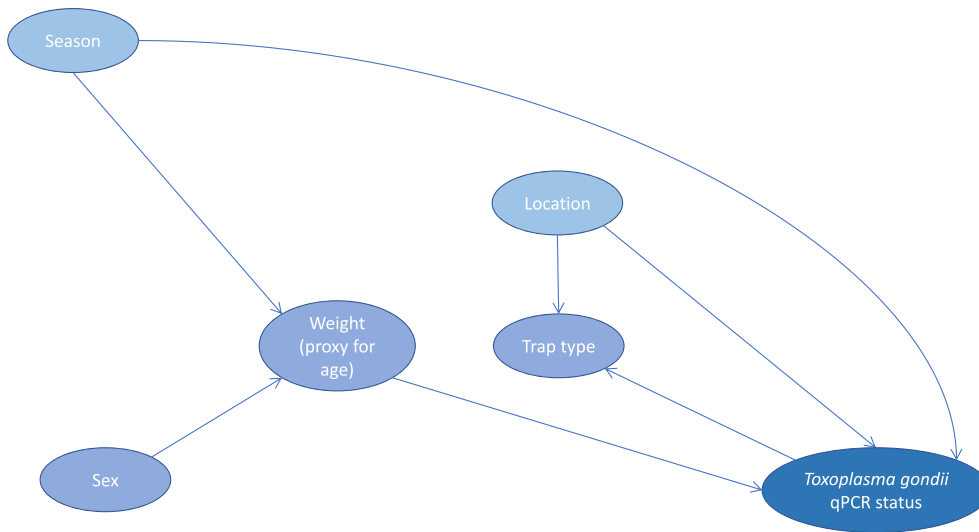 Season
Location
Weight
(proxy for
age)
Trap type
Sex
Toxoplasma gondii
qPCR status